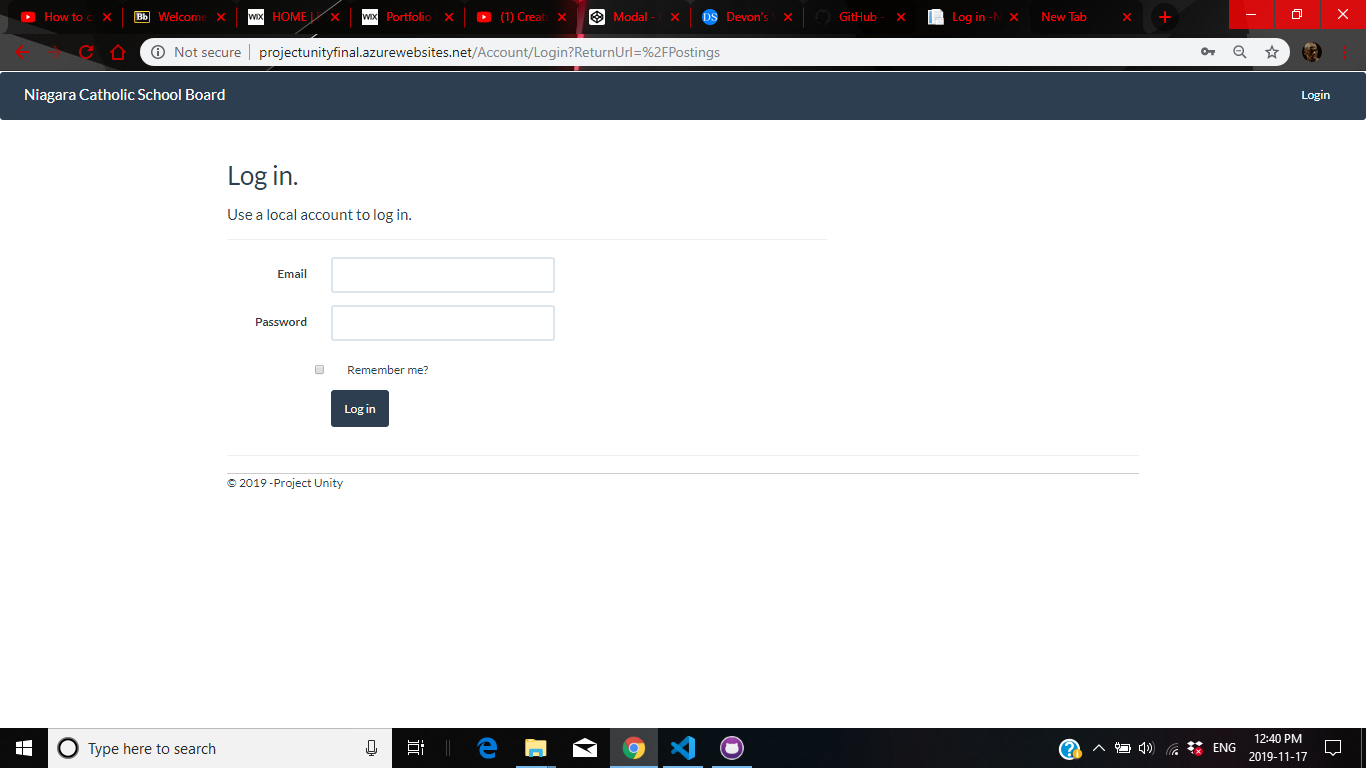 How to c
Bb Welcome
WIX HOME |
WIX Portfolio
(1) Creat
Modal -
DS Devon's
GitHub -
Log in -N
New Tab
Not secure | projectunityfinal.azurewebsites.net/Account/Login?ReturnUrl=%2FPostings
Niagara Catholic School Board
Login
Log in.
Use a local account to log in.
Email
Password
Remember me?
Log in
© 2019 -Project Unity
Type here to search
ENG
12:40 PM
2019-11-17